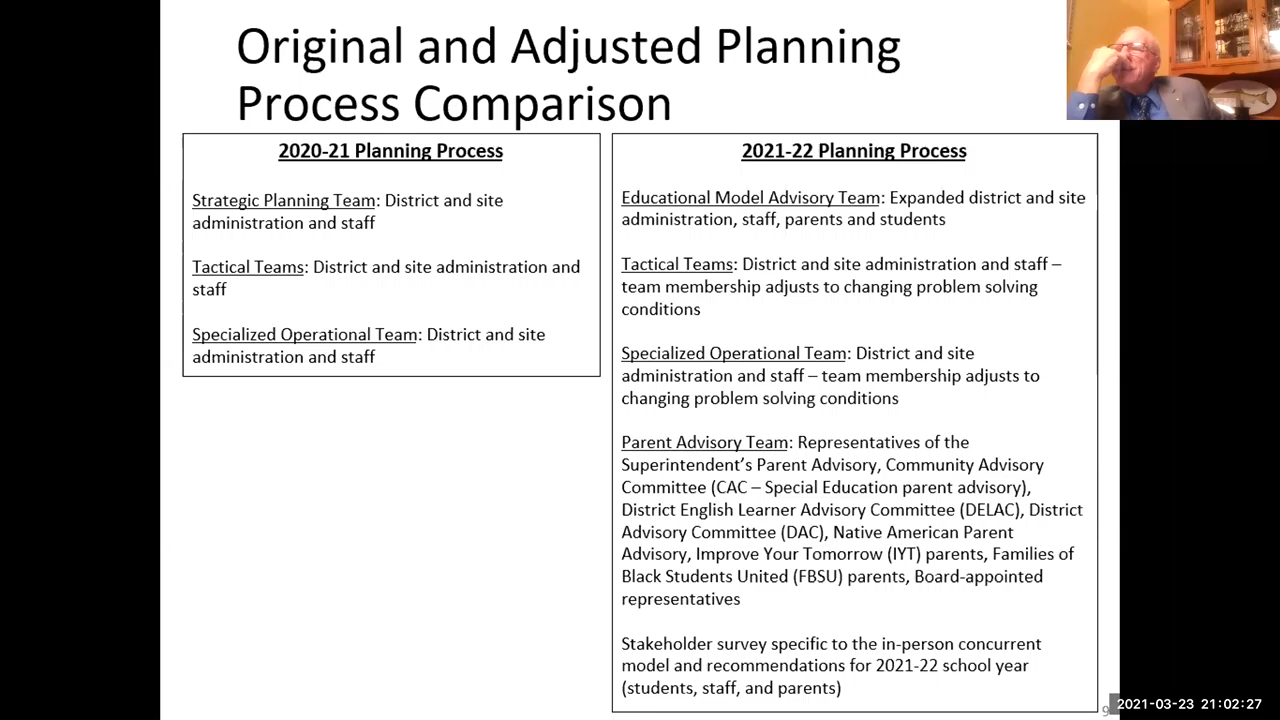 Original and Adjusted Planning
Process Comparison
2020-21 Planning Process
Strategic Planning Team: District and site
administration and staff
Tactical Teams: District and site administration and
staff
Specialized Operational Team: District and site
administration and staff
2021-22 Planning Process
Educational Model Advisory Team: Expanded district and site
administration, staff, parents and students
Tactical Teams: District and site administration and staff –
team membership adjusts to changing problem solving
conditions
Specialized Operational Team: District and site
administration and staff – team membership adjusts to
changing problem solving conditions
Parent Advisory Team: Representatives of the
Superintendent’s Parent Advisory, Community Advisory
Committee (CAC – Special Education parent advisory),
District English Learner Advisory Committee (DELAC), District
Advisory Committee (DAC), Native American Parent
Advisory, Improve Your Tomorrow (IYT) parents, Families of
Black Students United (FBSU) parents, Board-appointed
representatives
Stakeholder survey specific to the in-person concurrent
model and recommendations for 2021-22 school year
(students, staff, and parents)
2021-03-23 21:02:27